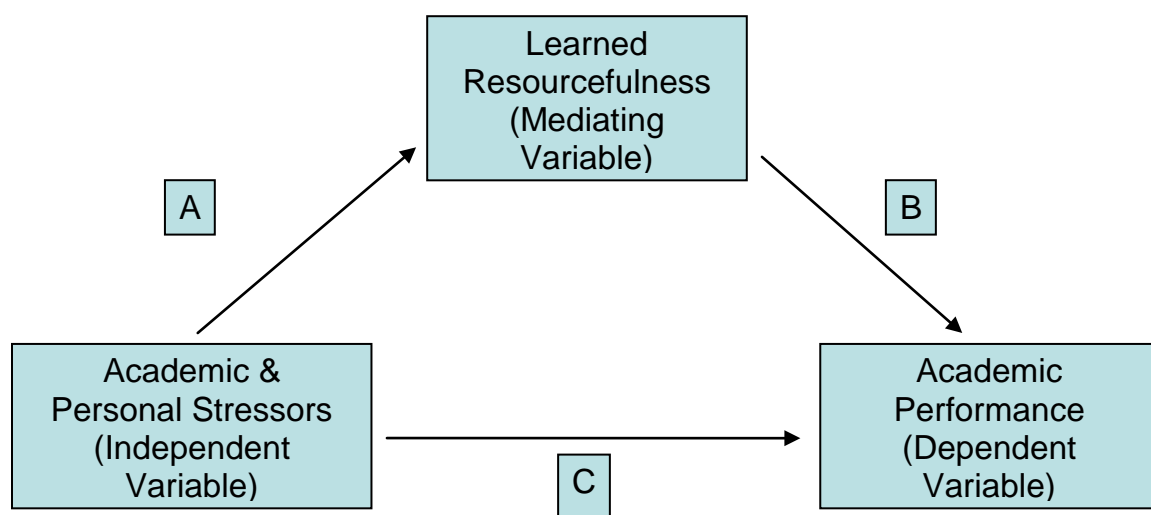 Learned
Resourcefulness
(Mediating
Variable)
A
B
Academic &
Personal Stressors
(Independent
Variable)
Academic
Performance
(Dependent
Variable)
C